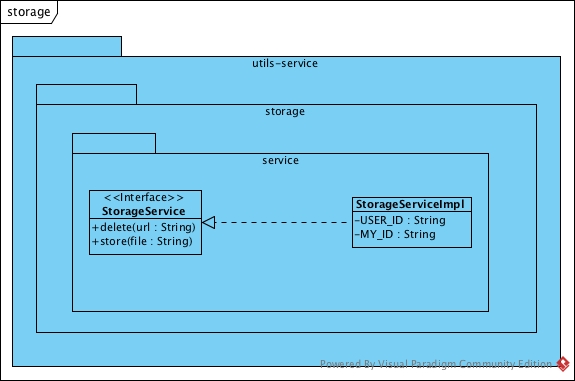 storage
utils-service
storage
service
<<Interface>>
StorageService
+delete(url : String)
+store(file : String)
StorageServiceImpl
-USER_ID : String
-MY_ID : String
Powered By Visual Paradigm Community Edition